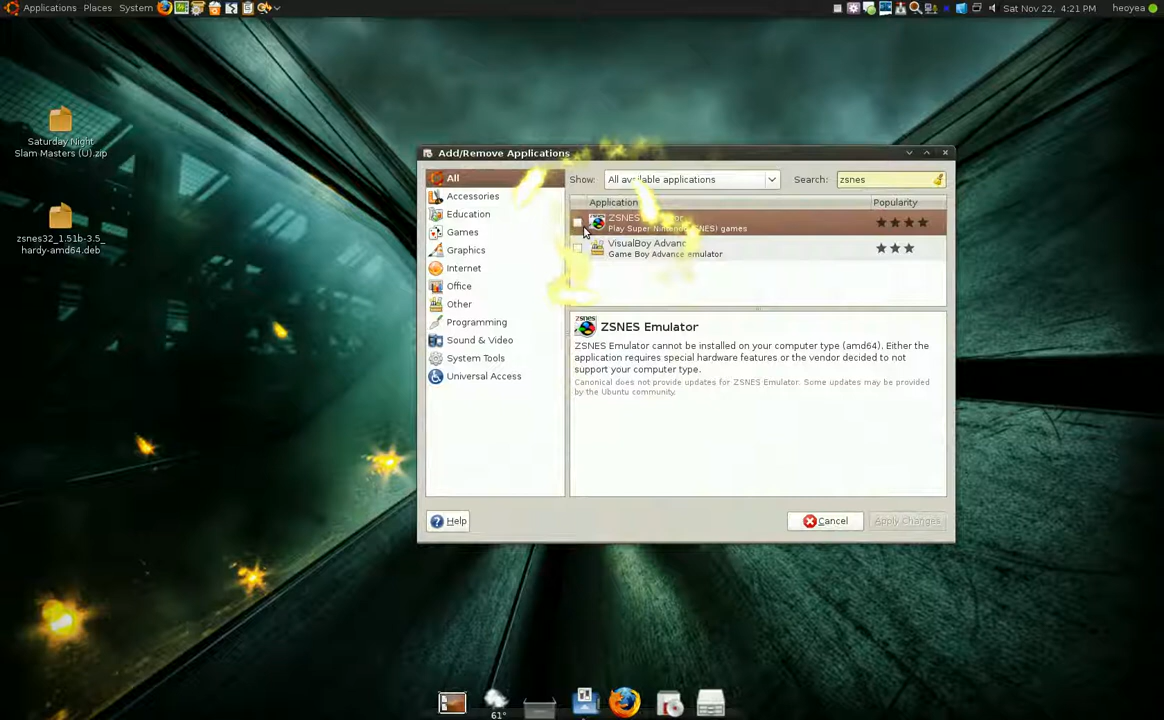 Applications Places System
Sat Nov 22, 4:21 PM heoyea
Saturday Night
Slam Masters (U).zip
zsnes32_1.51b-3.5_
hardy-amd64.deb
Add/Remove Applications
All
Accessories
Education
Games
Graphics
Internet
Office
Other
Programming
Sound & Video
System Tools
Universal Access
Show: All available applications Search: zsnes
Application Popularity
ZSNES
Play Super Nintendo (SNES) games
VisualBoy Advance
Game Boy Advance emulator
zsnes
ZSNES Emulator
ZSNES Emulator cannot be installed on your computer type (amd64). Either the
application requires special hardware features or the vendor decided to not
support your computer type.
Canonical does not provide updates for ZSNES Emulator. Some updates may be provided
by the Ubuntu community.
Help Cancel Apply Changes
61°